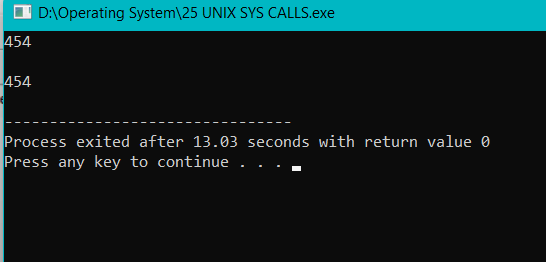 D:\Operating System\25 UNIX SYS CALLS.exe
454
454
--------------------------------
Process exited after 13.03 seconds with return value 0
Press any key to continue . . .